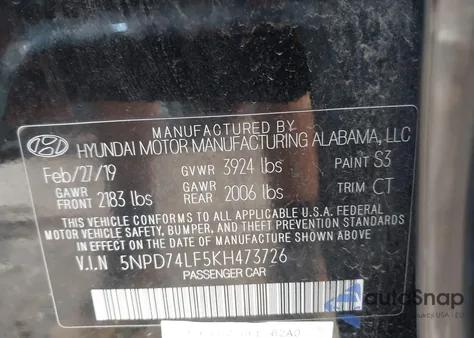 MANUFACTURED BY
HYUNDAI MOTOR MANUFACTURING ALABAMA, LLC
Feb/27/19 GVWR 3924 lbs PAINT S3
GAWR FRONT 2183 lbs GAWR REAR 2006 lbs TRIM CT
THIS VEHICLE CONFORMS TO ALL APPLICABLE U.S.A. FEDERAL
MOTOR VEHICLE SAFETY, BUMPER, AND THEFT PREVENTION STANDARDS
IN EFFECT ON THE DATE OF MANUFACTURE SHOWN ABOVE.
V.I.N 5NPD74LF5KH473726
PASSENGER CAR
autoSnap